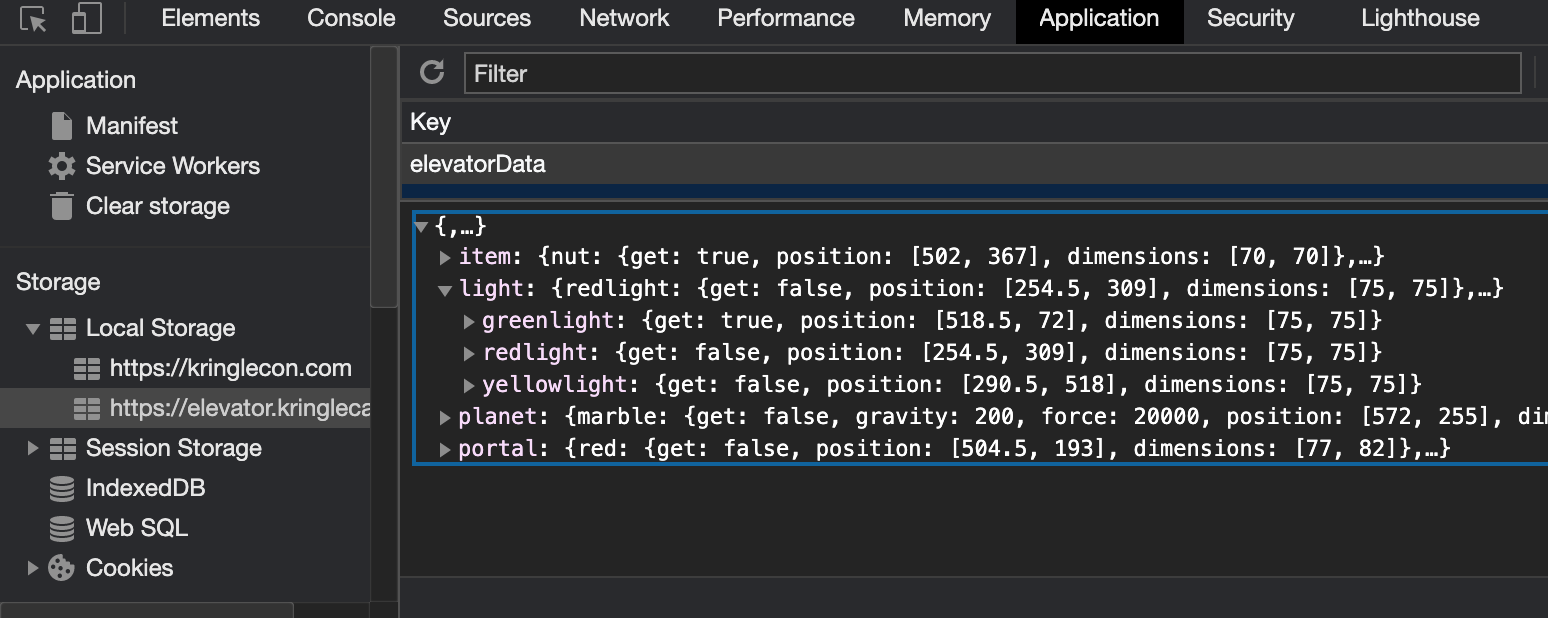 Elements Console Sources Network Performance Memory Application Security Lighthouse
Application
Manifest
Service Workers
Clear storage
Storage
Local Storage
https://kringlecon.com
https://elevator.kringleca
Session Storage
IndexedDB
Web SQL
Cookies
Filter
Key
elevatorData
{,…}
item: {nut: {get: true, position: [502, 367], dimensions: [70, 70]},…}
light: {redlight: {get: false, position: [254.5, 309], dimensions: [75, 75]},…}
greenlight: {get: true, position: [518.5, 72], dimensions: [75, 75]}
redlight: {get: false, position: [254.5, 309], dimensions: [75, 75]}
yellowlight: {get: false, position: [290.5, 518], dimensions: [75, 75]}
planet: {marble: {get: false, gravity: 200, force: 20000, position: [572, 255], dim
portal: {red: {get: false, position: [504.5, 193], dimensions: [77, 82]},…}